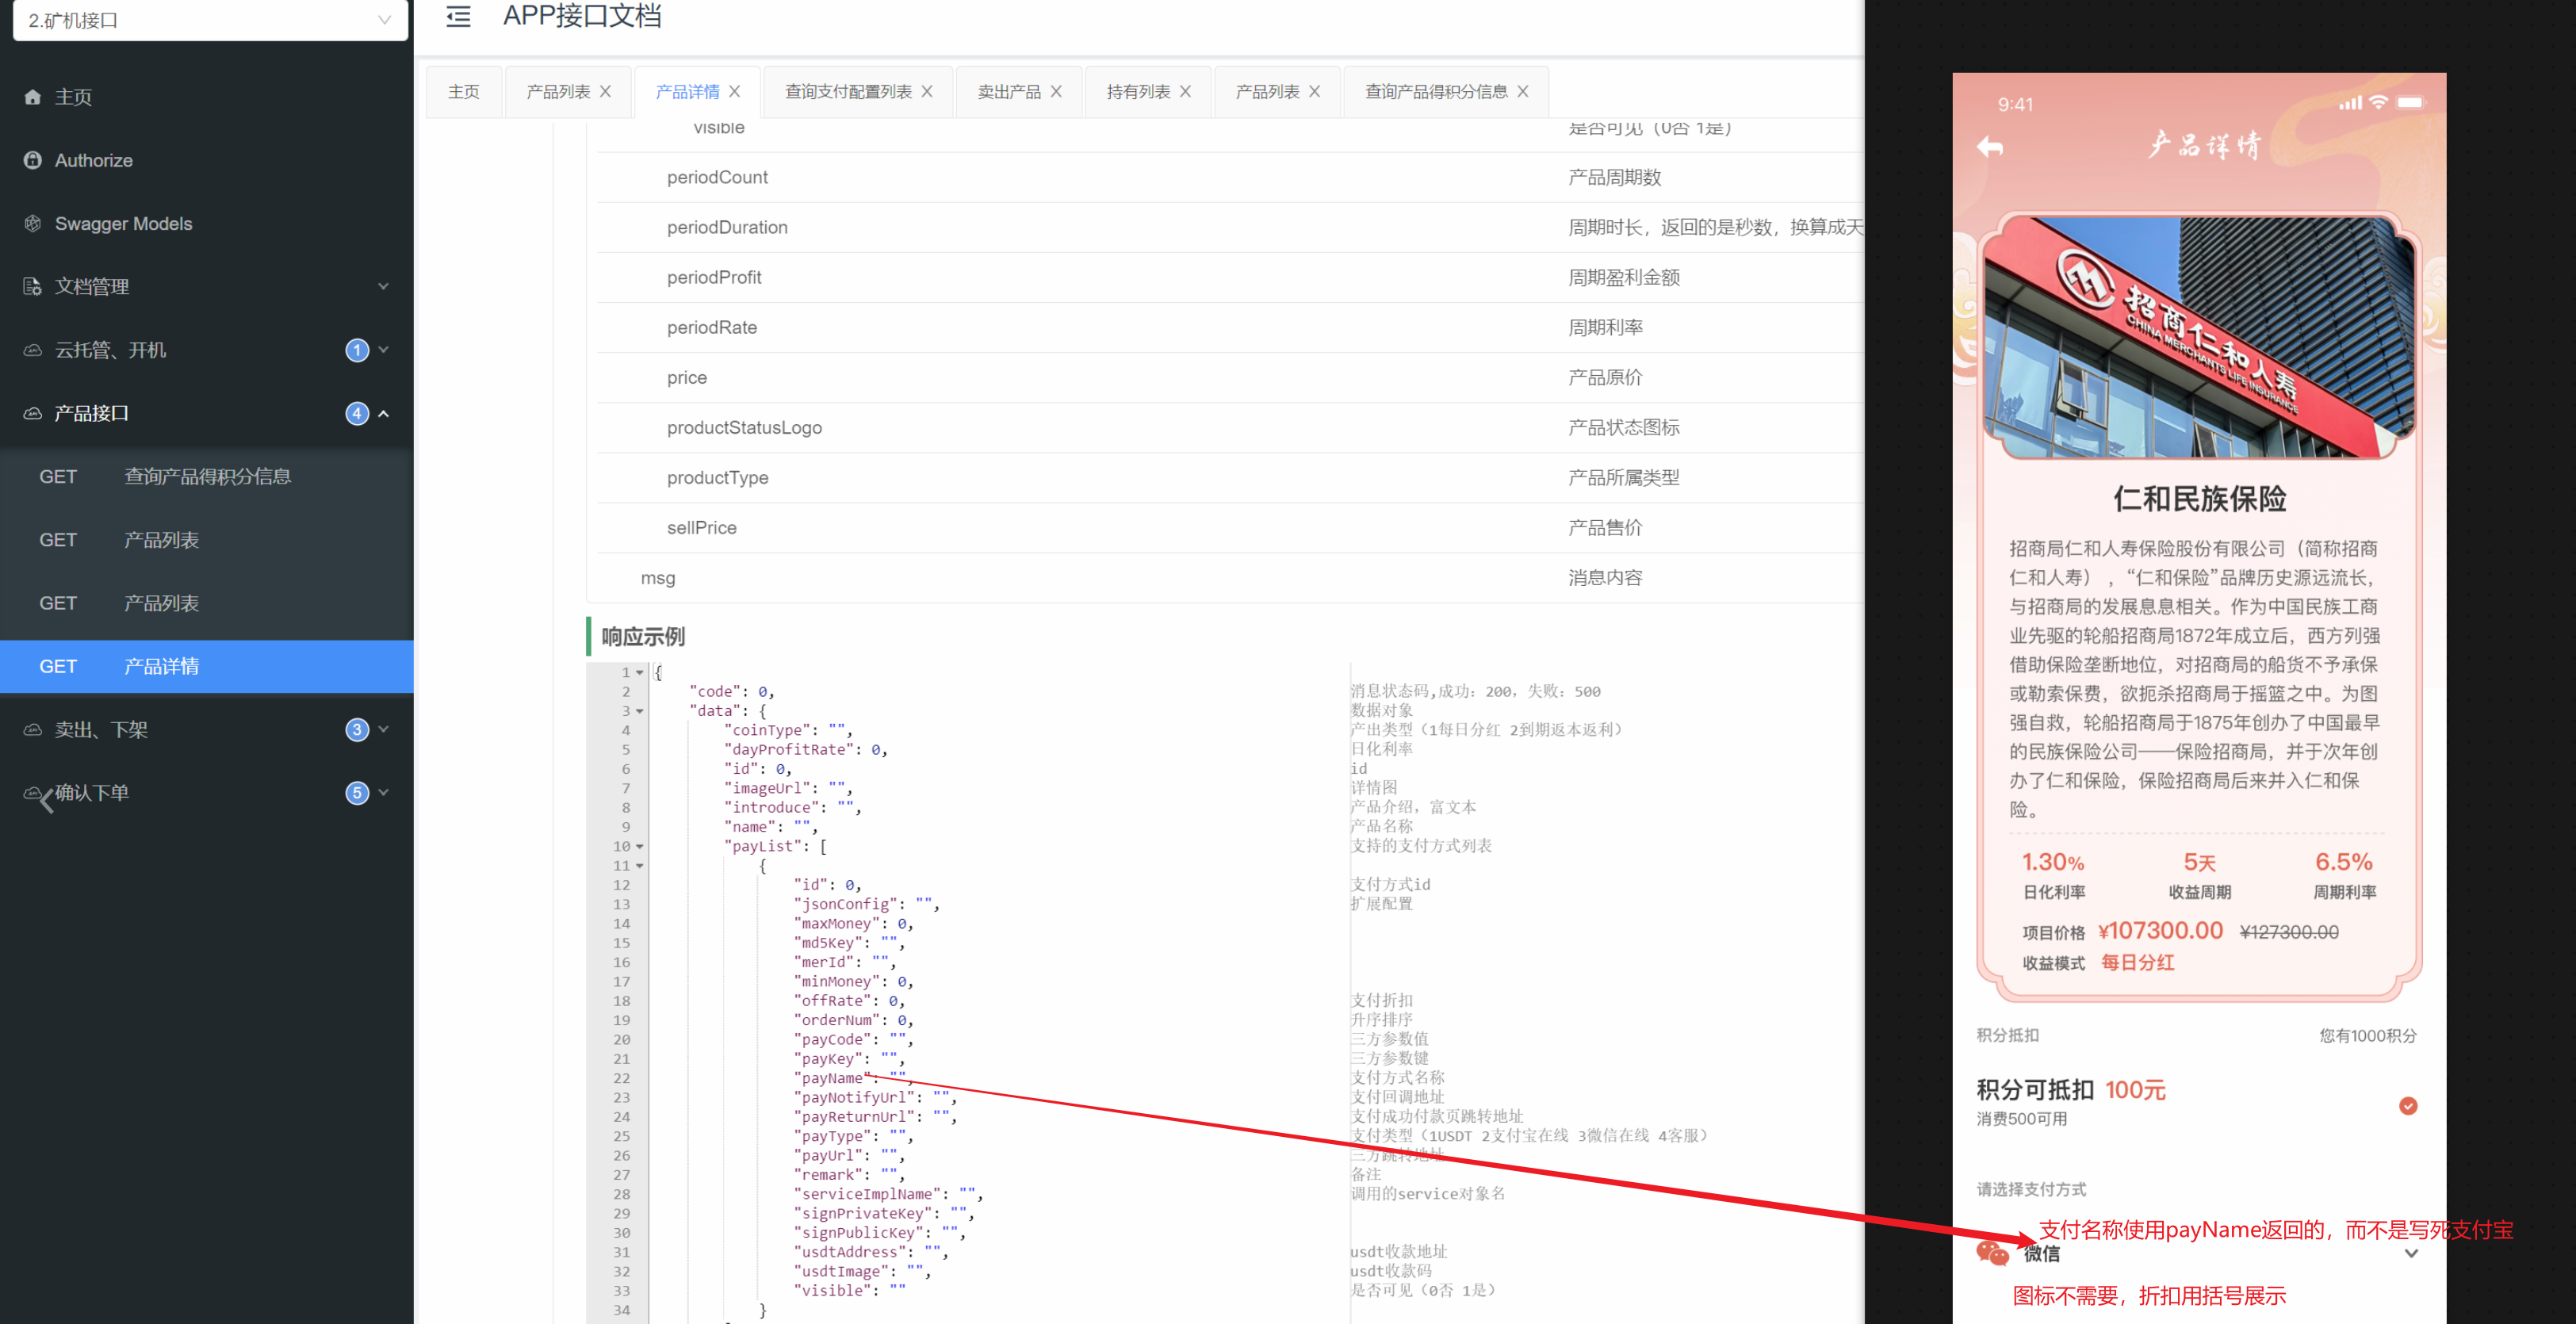 2.矿机接口
主页
Authorize
Swagger Models
文档管理
云托管、开机 1
产品接口 4
GET 查询产品得积分信息
GET 产品列表
GET 产品列表
GET 产品详情
卖出、下架 3
确认下单 5
APP接口文档
主页 产品列表 产品详情 查询支付配置列表 卖出产品 持有列表 产品列表 查询产品得积分信息
visible 是否可见（0否 1是）
periodCount 产品周期数
periodDuration 周期时长，返回的是秒数，换算成天
periodProfit 周期盈利金额
periodRate 周期利率
price 产品原价
productStatusLogo 产品状态图标
productType 产品所属类型
sellPrice 产品售价
msg 消息内容
响应示例
1 {
2 "code": 0, 消息状态码,成功: 200, 失败: 500
3 "data": { 数据对象
4 "coinType": "", 产出类型（1每日分红 2到期返本返利）
5 "dayProfitRate": 0, 日化利率
6 "id": 0, id
7 "imageUrl": "", 详情图
8 "introduce": "", 产品介绍，富文本
9 "name": "", 产品名称
10 "payList": [ 支持的支付方式列表
11 {
12 "id": 0, 支付方式id
13 "jsonConfig": "", 扩展配置
14 "maxMoney": 0,
15 "md5Key": "",
16 "merId": "",
17 "minMoney": 0,
18 "offRate": 0, 支付折扣
19 "orderNum": 0, 升序排序
20 "payCode": "", 三方参数值
21 "payKey": "", 三方参数键
22 "payName": "", 支付方式名称
23 "payNotifyUrl": "", 支付回调地址
24 "payReturnUrl": "", 支付成功付款页跳转地址
25 "payType": "", 支付类型（1USDT 2支付宝在线 3微信在线 4客服）
26 "payUrl": "", 三方跳转地址
27 "remark": "", 备注
28 "serviceImplName": "", 调用的service对象名
29 "signPrivateKey": "",
30 "signPublicKey": "",
31 "usdtAddress": "", usdt收款地址
32 "usdtImage": "", usdt收款码
33 "visible": "" 是否可见（0否 1是）
34 }
9:41
产品详情
招商仁和人寿
CHINA MERCHANTS LIFE INSURANCE
仁和民族保险
招商局仁和人寿保险股份有限公司（简称招商
仁和人寿），“仁和保险”品牌历史源远流长，
与招商局的发展息息相关。作为中国民族工商
业先驱的轮船招商局1872年成立后，西方列强
借助保险垄断地位，对招商局的船货不予承保
或勒索保费，欲扼杀招商局于摇篮之中。为图
强自救，轮船招商局于1875年创办了中国最早
的民族保险公司——保险招商局，并于次年创
办了仁和保险，保险招商局后来并入仁和保
险。
1.30% 5天 6.5%
日化利率 收益周期 周期利率
项目价格 ¥107300.00 ¥127300.00
收益模式 每日分红
积分抵扣 您有1000积分
积分可抵扣 100元
消费500可用
请选择支付方式
支付名称使用payName返回的，而不是写死支付宝
微信
图标不需要，折扣用括号展示